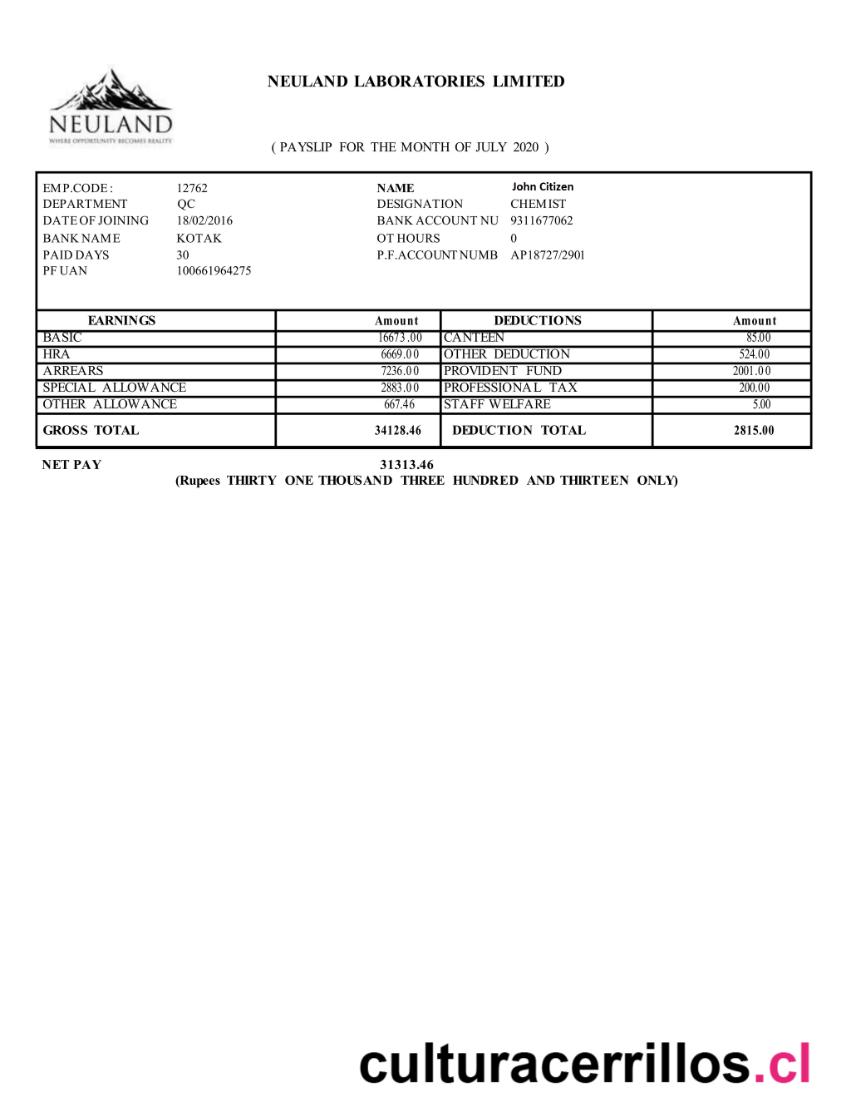 NEULAND LABORATORIES LIMITED
NEULAND
WHERE OPPORTUNITY BECOMES REALITY
( PAYSLIP FOR THE MONTH OF JULY 2020 )
EMP.CODE: 12762 NAME John Citizen
DEPARTMENT QC DESIGNATION CHEMIST
DATE OF JOINING 18/02/2016 BANK ACCOUNT NU 9311677062
BANK NAME KOTAK OT HOURS 0
PAID DAYS 30 P.F.ACCOUNT NUMB AP18727/2901
PF UAN 100661964275
EARNINGS Amount DEDUCTIONS Amount
BASIC 16673.00 CANTEEN 85.00
HRA 6669.00 OTHER DEDUCTION 524.00
ARREARS 7236.00 PROVIDENT FUND 2001.00
SPECIAL ALLOWANCE 2883.00 PROFESSIONAL TAX 200.00
OTHER ALLOWANCE 667.46 STAFF WELFARE 5.00
GROSS TOTAL 34128.46 DEDUCTION TOTAL 2815.00
NET PAY 31313.46
(Rupees THIRTY ONE THOUSAND THREE HUNDRED AND THIRTEEN ONLY)
culturacerrillos.cl